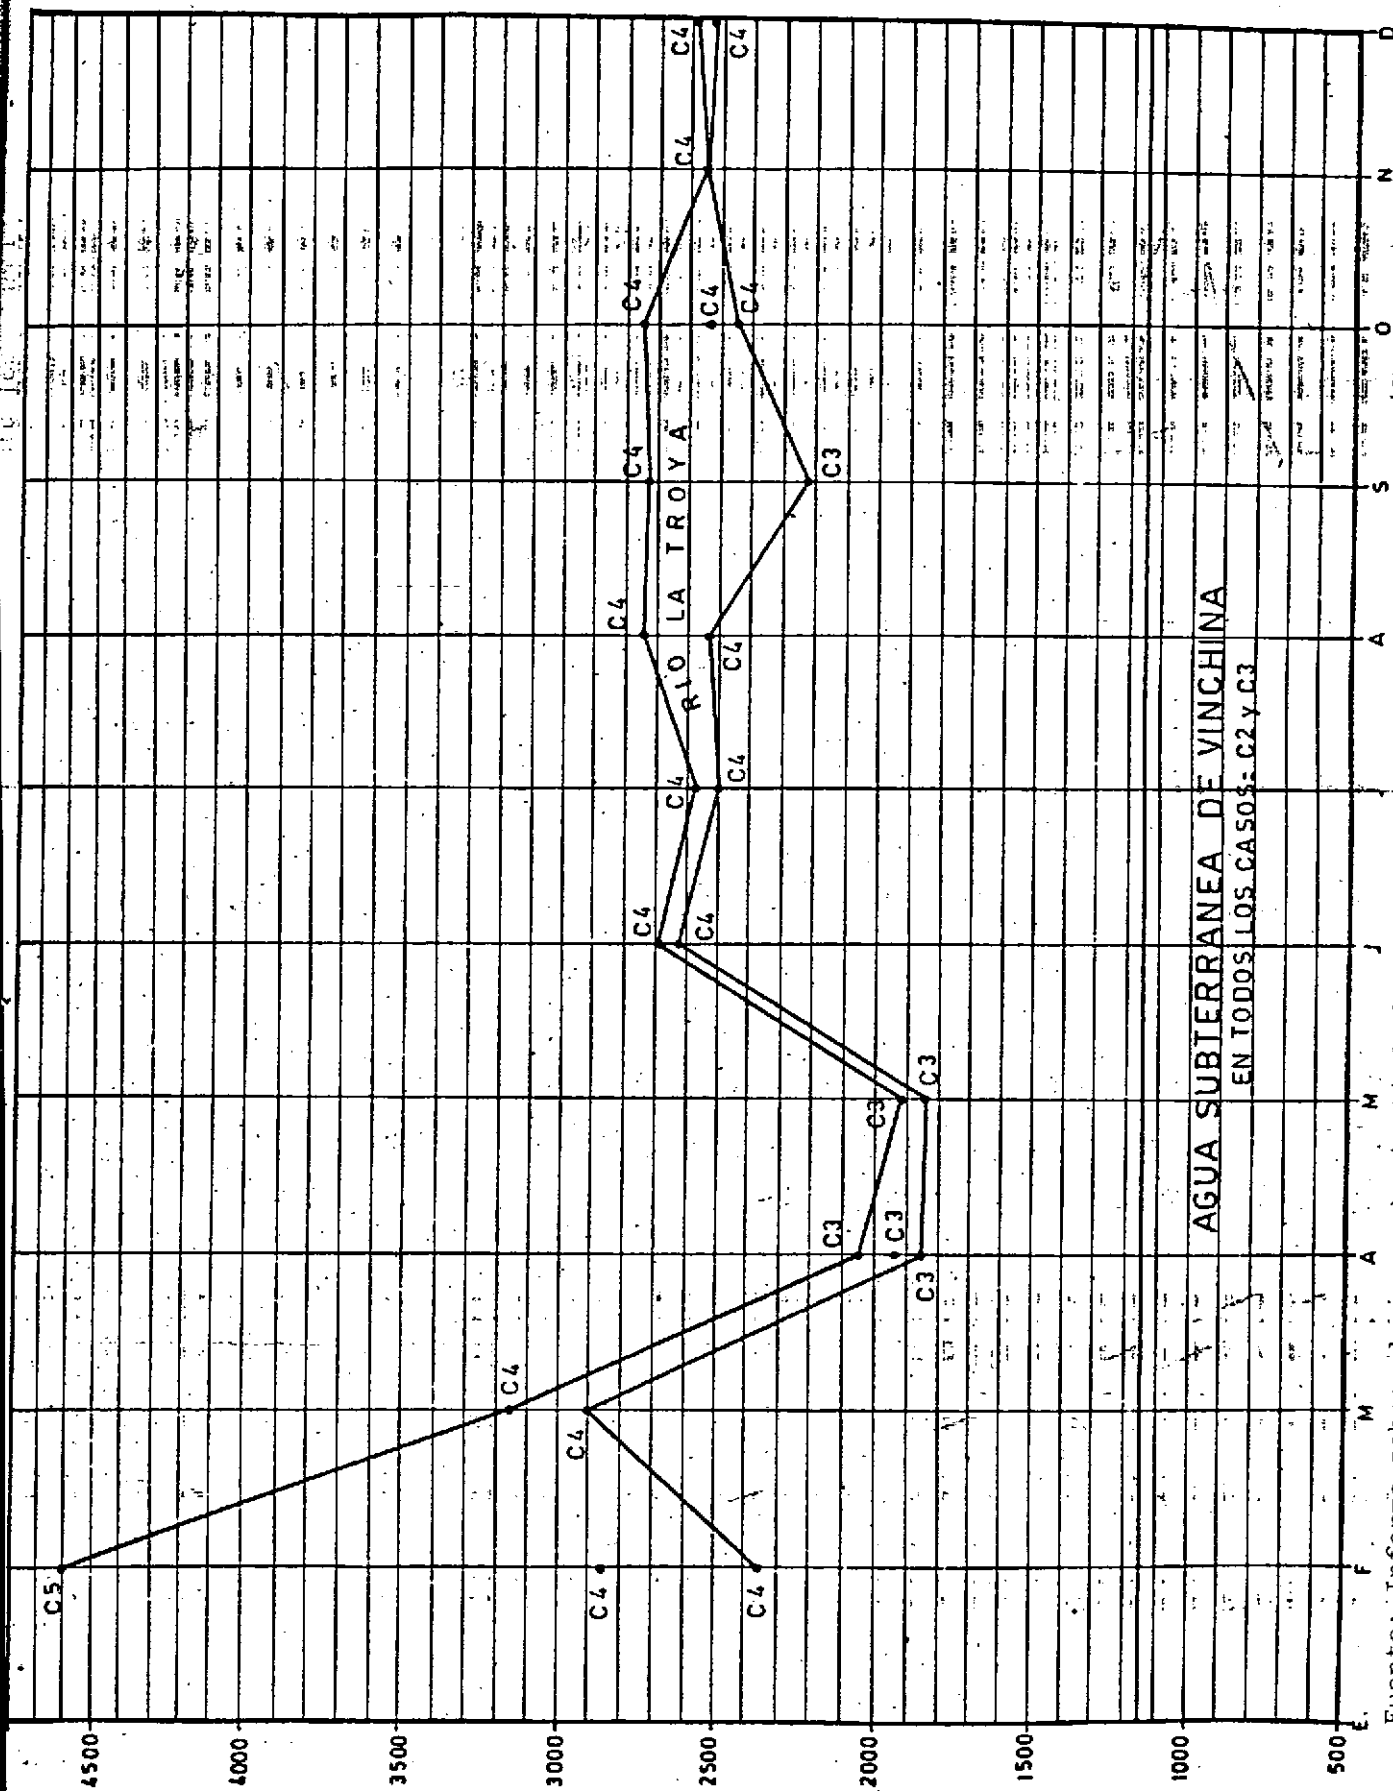 4500
4000
3500
3000
2500
2000
1500
1000
500
C5
C4
C4
C4
C4
C3
C3
C3
C3
C3
C4
C4
C4
C4
C4
C4
C4
C3
C4
C4
C4
C4
C4
C4
RIO LA TROYA
AGUA SUBTERRANEA DE VINCHINA
EN TODOS LOS CASOS: C2 y C3
E F M A M J J A S O N D
Fuente: